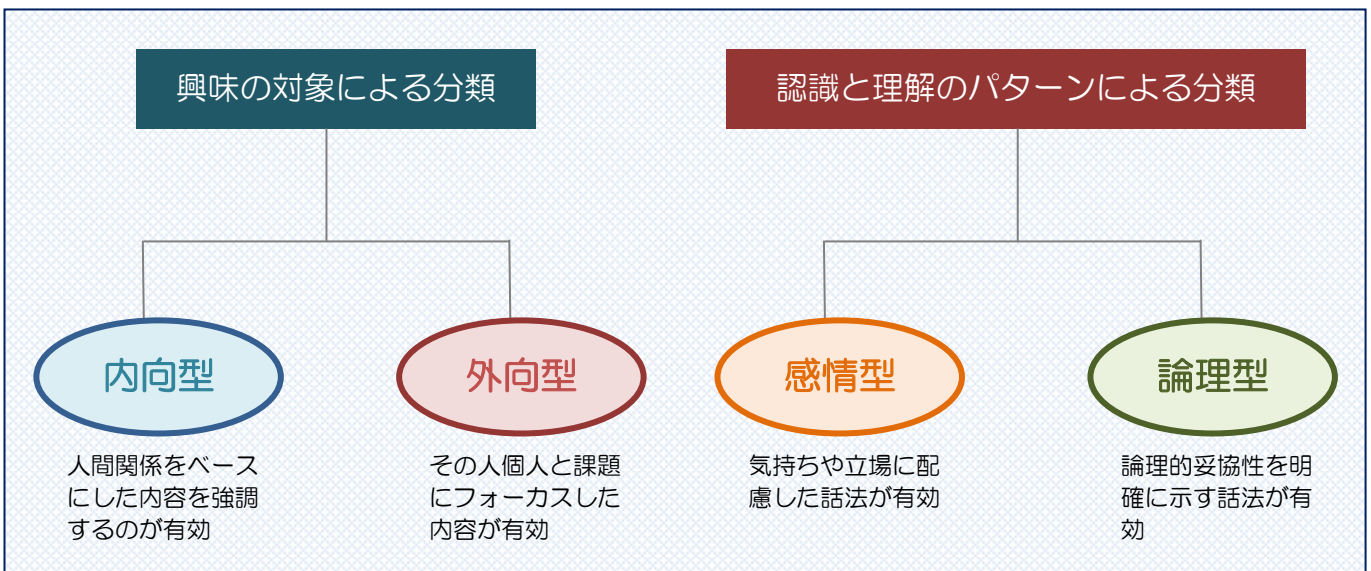 興味の対象による分類
認識と理解のパターンによる分類
内向型
外向型
感情型
論理型
人間関係をベース
にした内容を強調
するのが有効
その人個人と課題
にフォーカスした
内容が有効
気持ちや立場に配
慮した話法が有効
論理的妥協性を明
確に示す話法が有
効